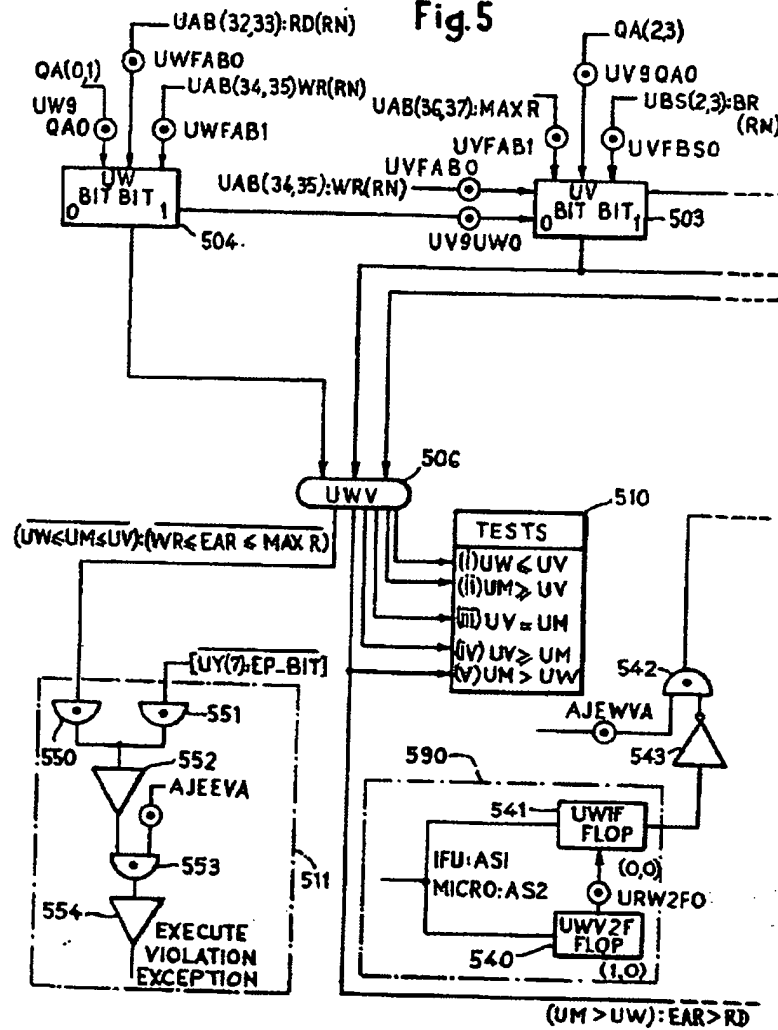 Fig. 5
UAB(32,33):RD(RN)
UWFAB0
QA(0,1)
UW9
QA0
UAB(34,35)WR(RN)
UWFAB1
QA(2,3)
UV9QA0
UAB(36,37):MAX R
UVFAB1
UBS(2,3):BR
(RN)
UVFBS0
UVFAB0
UAB(34,35):WR(RN)
UW
BIT BIT
0 1
504
UV
BIT BIT
0 1
503
UV9UW0
506
UWV
510
TESTS
(i) UW ≤ UV
(ii) UM ≥ UV
(iii) UV = UM
(iv) UV ≥ UM
(v) UM > UW
(UW≤UM≤UV):(WR≤EAR≤MAX R)
[UY(7):EP_BIT]
550
551
552
AJEEVA
553
554
511
EXECUTE
VIOLATION
EXCEPTION
542
AJEWVA
543
590
541
UW1F
FLOP
IFU:AS1
MICRO:AS2
(0,0)
URW2F0
UWV2F
FLOP
540
(1,0)
(UM > UW):EAR>RD